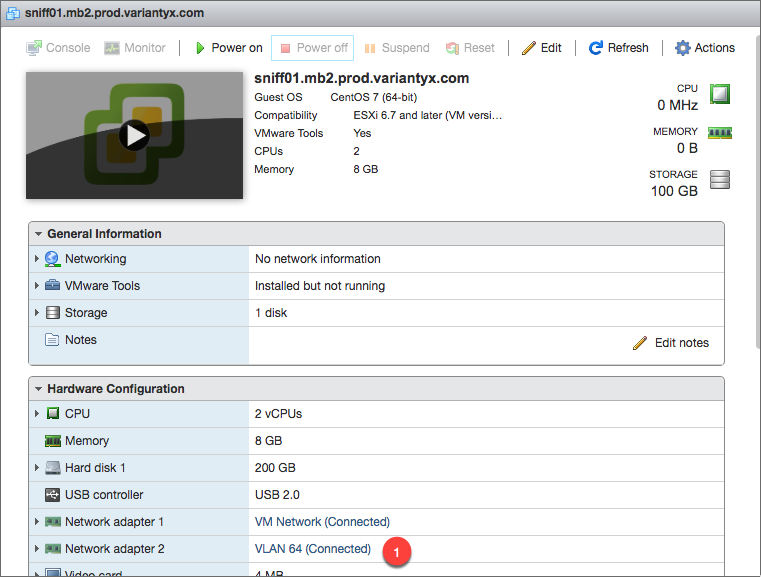 sniff01.mb2.prod.variantyx.com
Console Monitor Power on Power off Suspend Reset Edit Refresh Actions
sniff01.mb2.prod.variantyx.com
Guest OS CentOS 7 (64-bit)
Compatibility ESXi 6.7 and later (VM versi…
VMware Tools Yes
CPUs 2
Memory 8 GB
CPU
0 MHz
MEMORY
0 B
STORAGE
100 GB
General Information
Networking No network information
VMware Tools Installed but not running
Storage 1 disk
Notes Edit notes
Hardware Configuration
CPU 2 vCPUs
Memory 8 GB
Hard disk 1 200 GB
USB controller USB 2.0
Network adapter 1 VM Network (Connected)
Network adapter 2 VLAN 64 (Connected) 1
Video card 4 MB